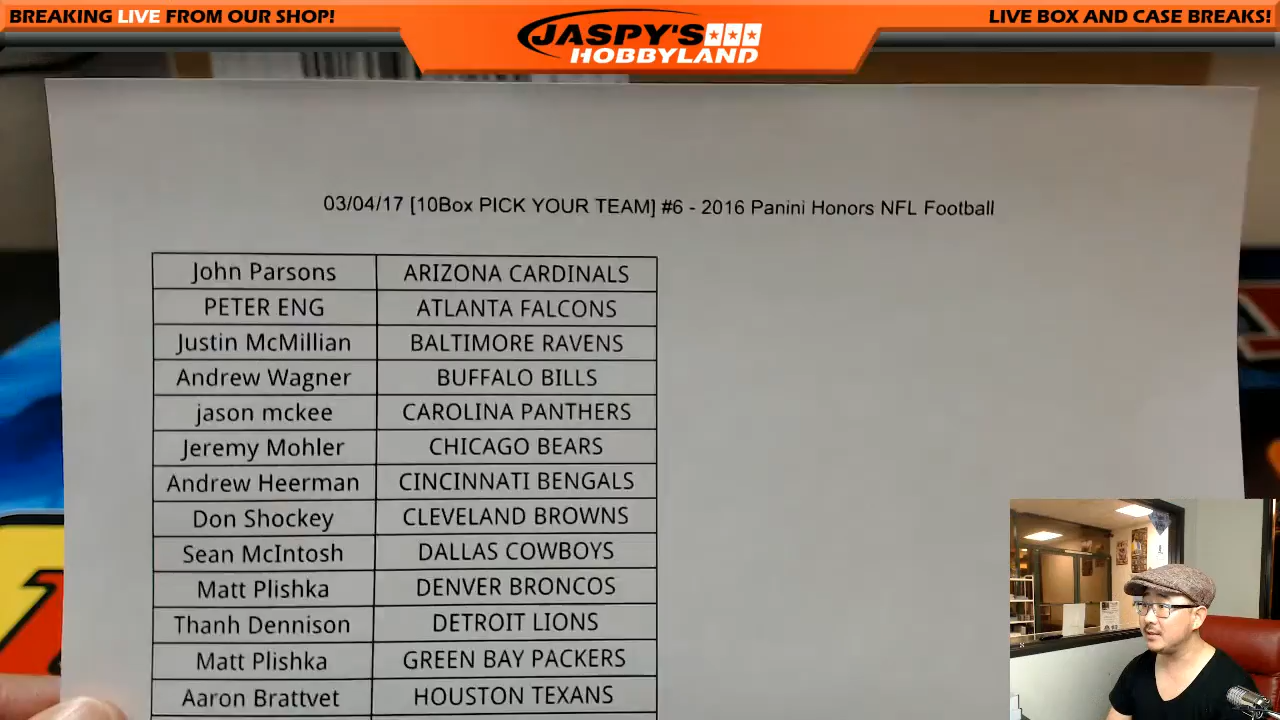 BREAKING LIVE FROM OUR SHOP!
JASPY'S
HOBBYLAND
LIVE BOX AND CASE BREAKS!
03/04/17 [10Box PICK YOUR TEAM] #6 - 2016 Panini Honors NFL Football
John Parsons ARIZONA CARDINALS
PETER ENG ATLANTA FALCONS
Justin McMillian BALTIMORE RAVENS
Andrew Wagner BUFFALO BILLS
jason mckee CAROLINA PANTHERS
Jeremy Mohler CHICAGO BEARS
Andrew Heerman CINCINNATI BENGALS
Don Shockey CLEVELAND BROWNS
Sean McIntosh DALLAS COWBOYS
Matt Plishka DENVER BRONCOS
Thanh Dennison DETROIT LIONS
Matt Plishka GREEN BAY PACKERS
Aaron Brattvet HOUSTON TEXANS